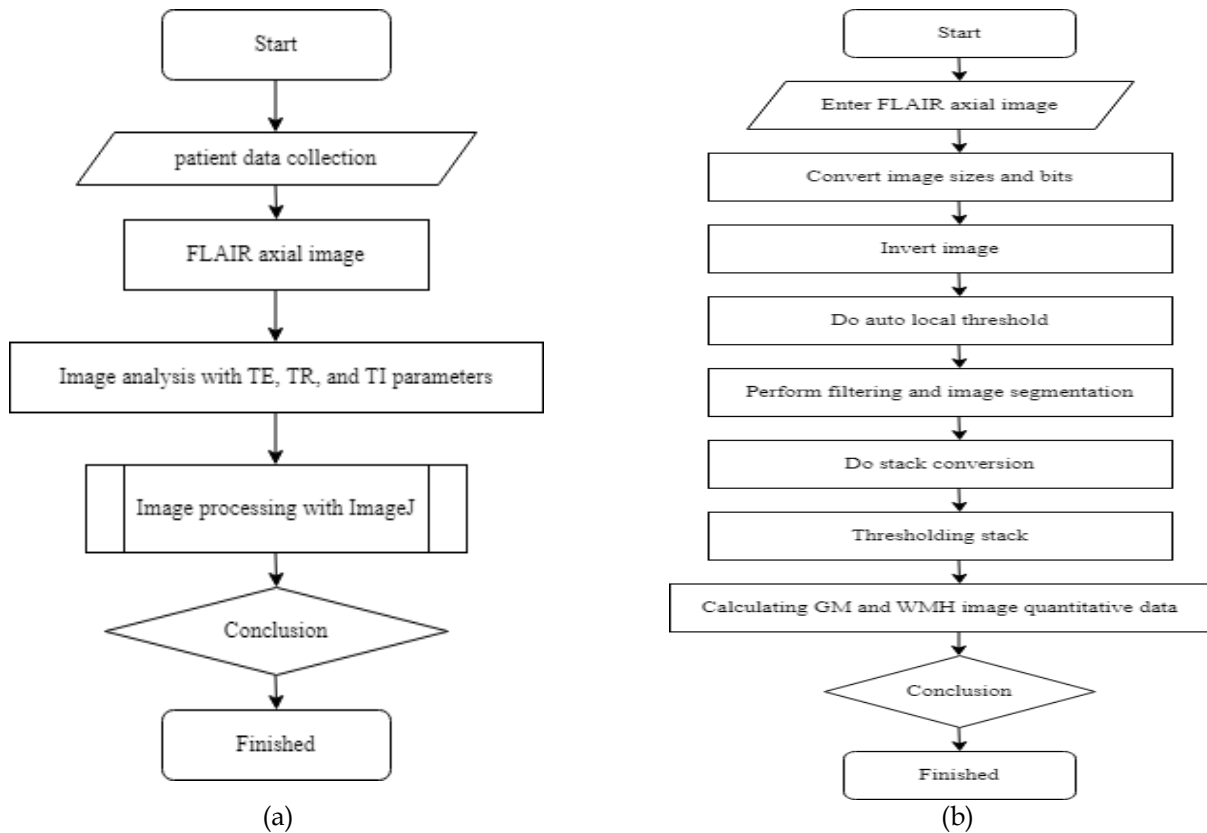 Start
patient data collection
FLAIR axial image
Image analysis with TE, TR, and TI parameters
Image processing with ImageJ
Conclusion
Finished
(a)
Start
Enter FLAIR axial image
Convert image sizes and bits
Invert image
Do auto local threshold
Perform filtering and image segmentation
Do stack conversion
Thresholding stack
Calculating GM and WMH image quantitative data
Conclusion
Finished
(b)